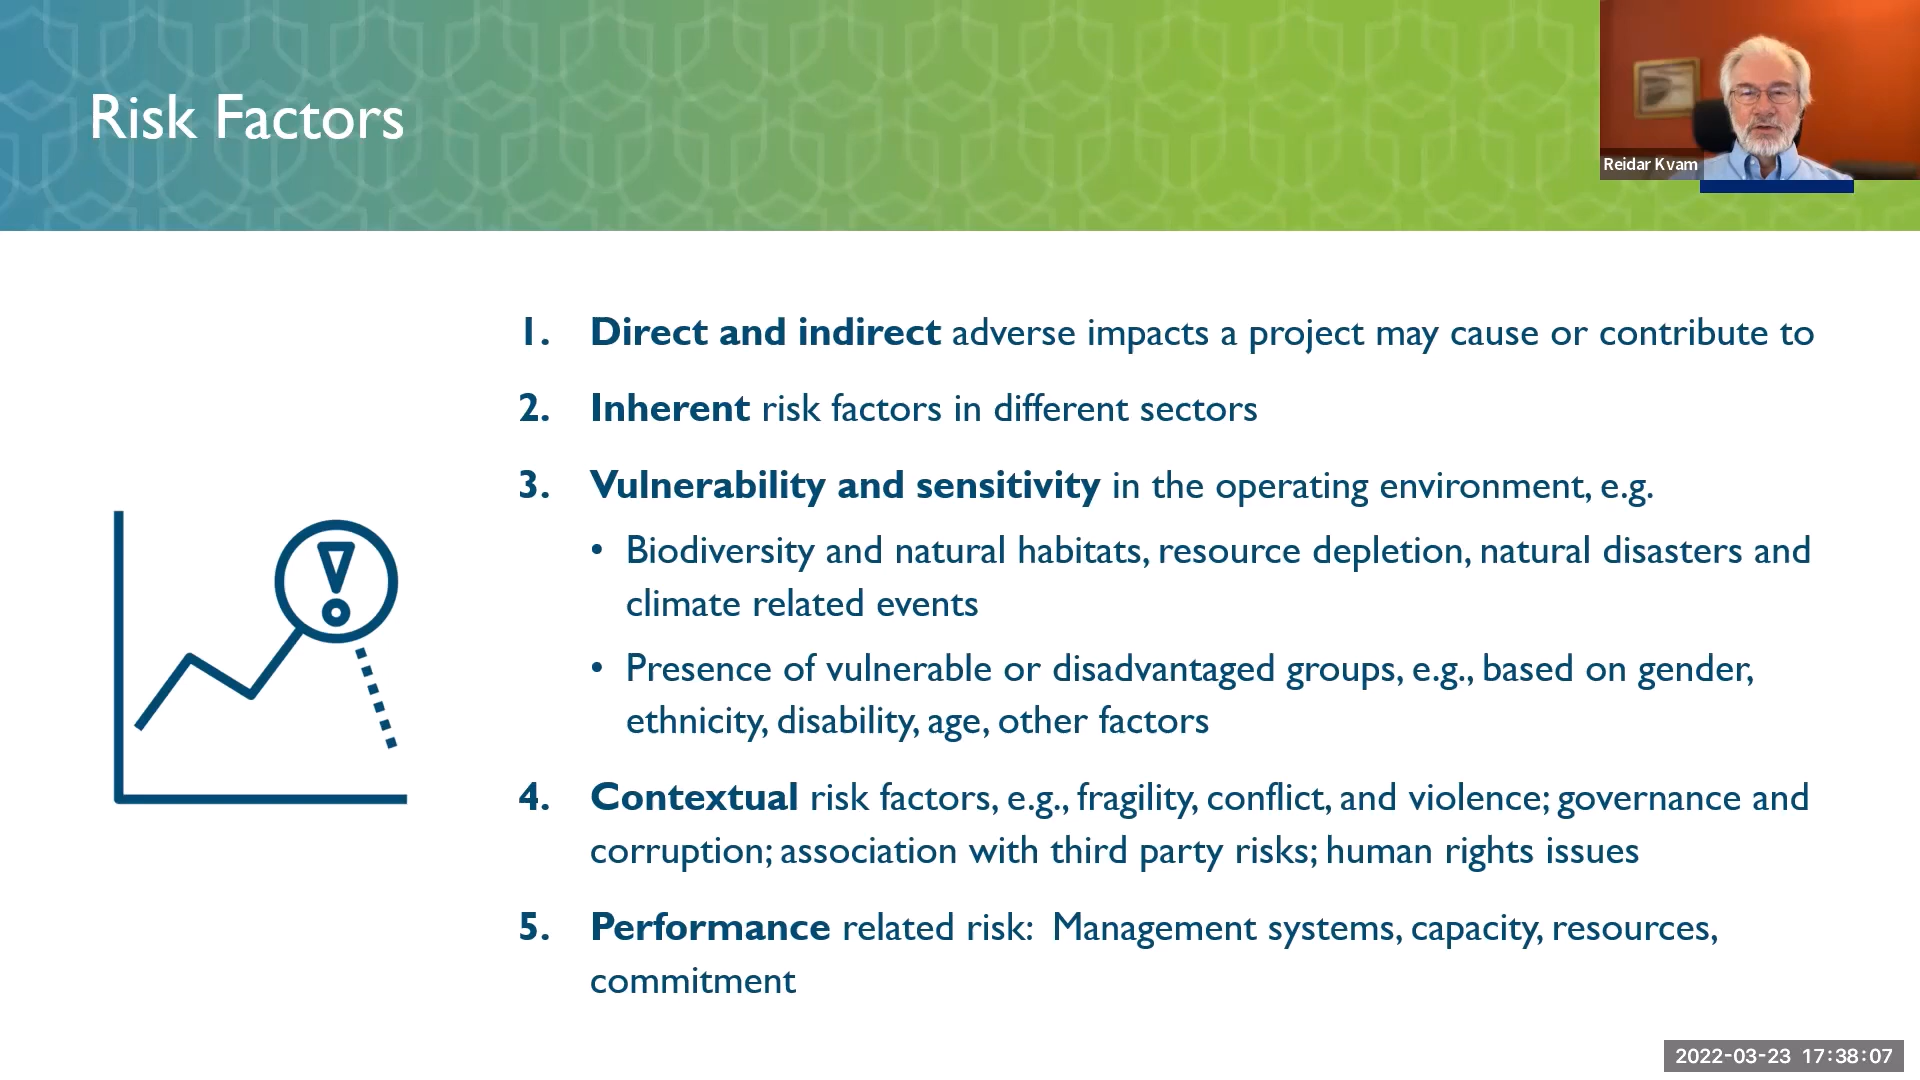 Risk Factors
Reidar Kvam
1. Direct and indirect adverse impacts a project may cause or contribute to
2. Inherent risk factors in different sectors
3. Vulnerability and sensitivity in the operating environment, e.g.
• Biodiversity and natural habitats, resource depletion, natural disasters and
climate related events
• Presence of vulnerable or disadvantaged groups, e.g., based on gender,
ethnicity, disability, age, other factors
4. Contextual risk factors, e.g., fragility, conflict, and violence; governance and
corruption; association with third party risks; human rights issues
5. Performance related risk: Management systems, capacity, resources,
commitment
2022-03-23 17:38:07